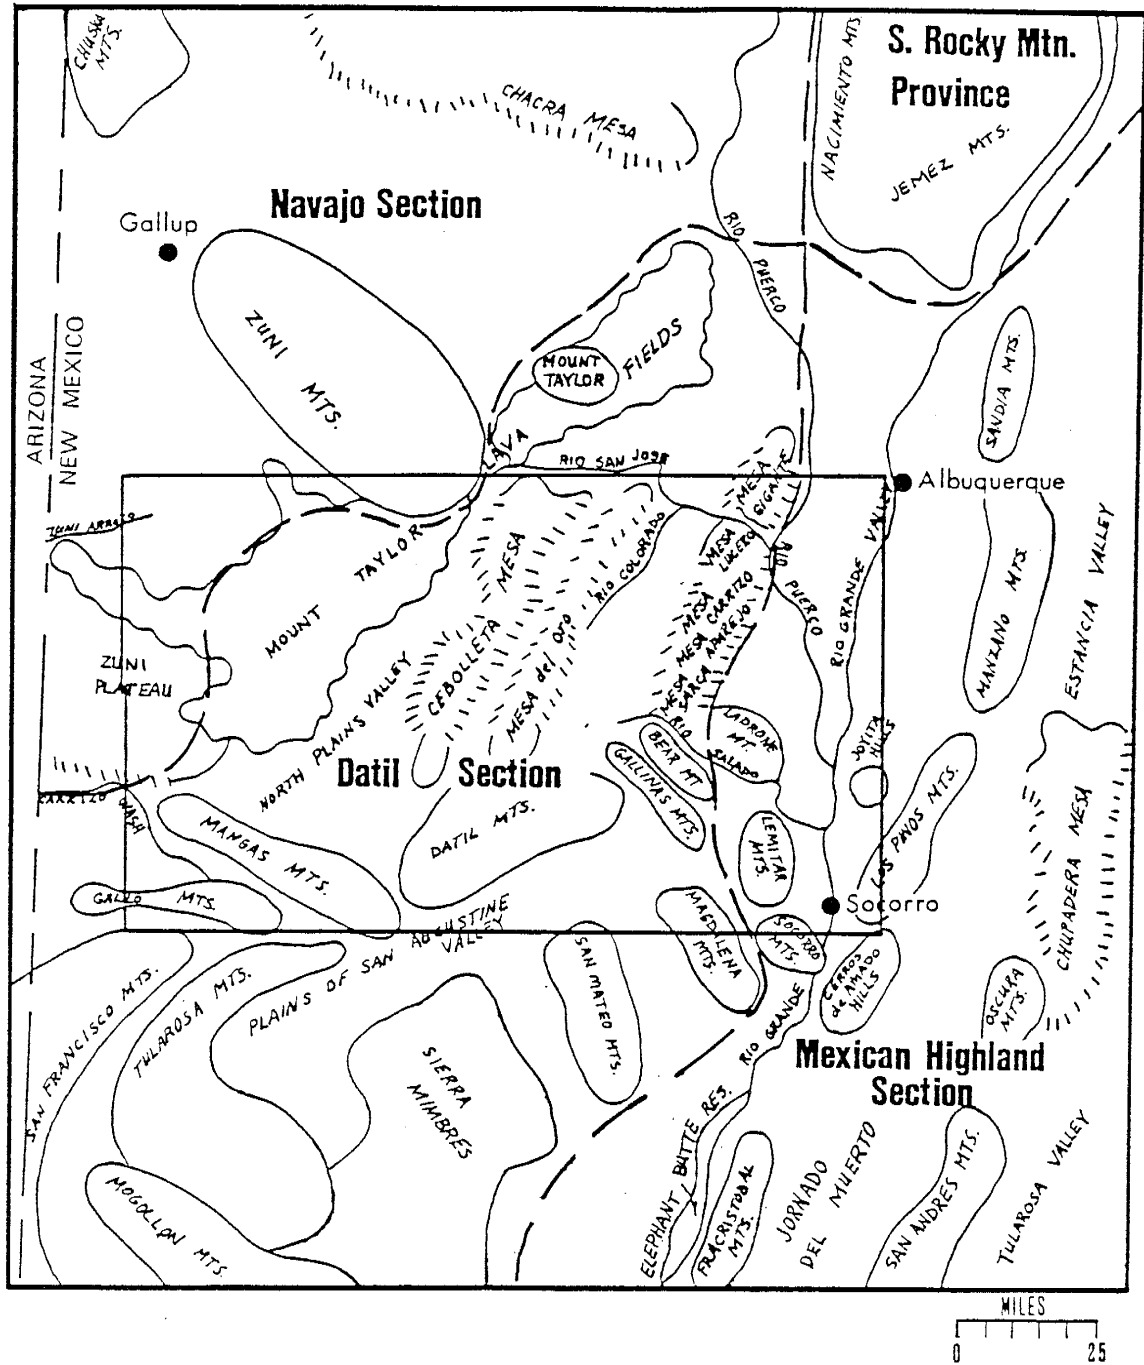 CHUSKA
MTS.
CHACRA MESA
NACIMIENTO MTS.
S. Rocky Mtn.
Province
JEMEZ MTS.
Navajo Section
Gallup
RIO
PUERCO
ZUNI
MTS.
MOUNT
TAYLOR
FIELDS
SANDIA MTS.
ARIZONA
NEW MEXICO
LAVA
RIO SAN JOSE
MESA
GIGANTE
Albuquerque
ZUNI ARROYO
TAYLOR
MOUNT
MESA
CEBOLLETA
MESA del oro
RIO COLORADO
MESA
LUCERO
RIO
PUERCO
RIO GRANDE VALLEY
MANZANO MTS.
ESTANCIA VALLEY
MESA
MESA CARRIZO
MESA SARCA APAREJO
ZUNI
PLATEAU
NORTH PLAINS VALLEY
RIO
SALADO
LADRONE
MT.
BEAR MT
GALLINAS MTS.
JOYITA
HILLS
Datil Section
CARRIZO WASH
MANGAS MTS.
DATIL MTS.
LEMITAR
MTS.
LOS PINOS MTS.
CHUPADERA MESA
GALLO MTS.
Socorro
MAGDALENA
MTS.
SOCORRO
MTS.
PLAINS OF SAN AUGUSTINE
VALLEY
SAN MATEO MTS.
CERROS
de AMADO
HILLS
OSCURA
MTS.
SAN FRANCISCO MTS.
TULAROSA MTS.
SIERRA
MIMBRES
RIO GRANDE
Mexican Highland
Section
MOGOLLON MTS.
ELEPHANT BUTTE RES.
FRACRISTOBAL
MTS.
JORNADO
DEL MUERTO
SAN ANDRES MTS.
TULAROSA VALLEY
MILES
0 25